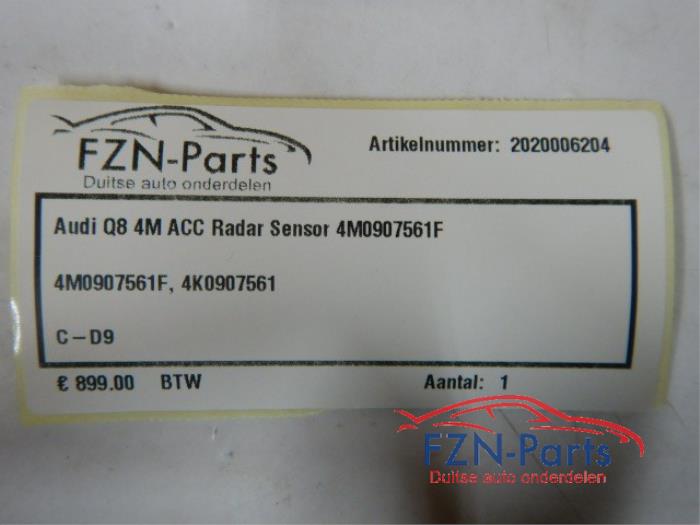 FZN-Parts
Duitse auto onderdelen
Artikelnummer: 2020006204
Audi Q8 4M ACC Radar Sensor 4M0907561F
4M0907561F, 4K0907561
C-D9
€ 899.00 BTW Aantal: 1
FZN-Parts
Duitse auto onderdelen